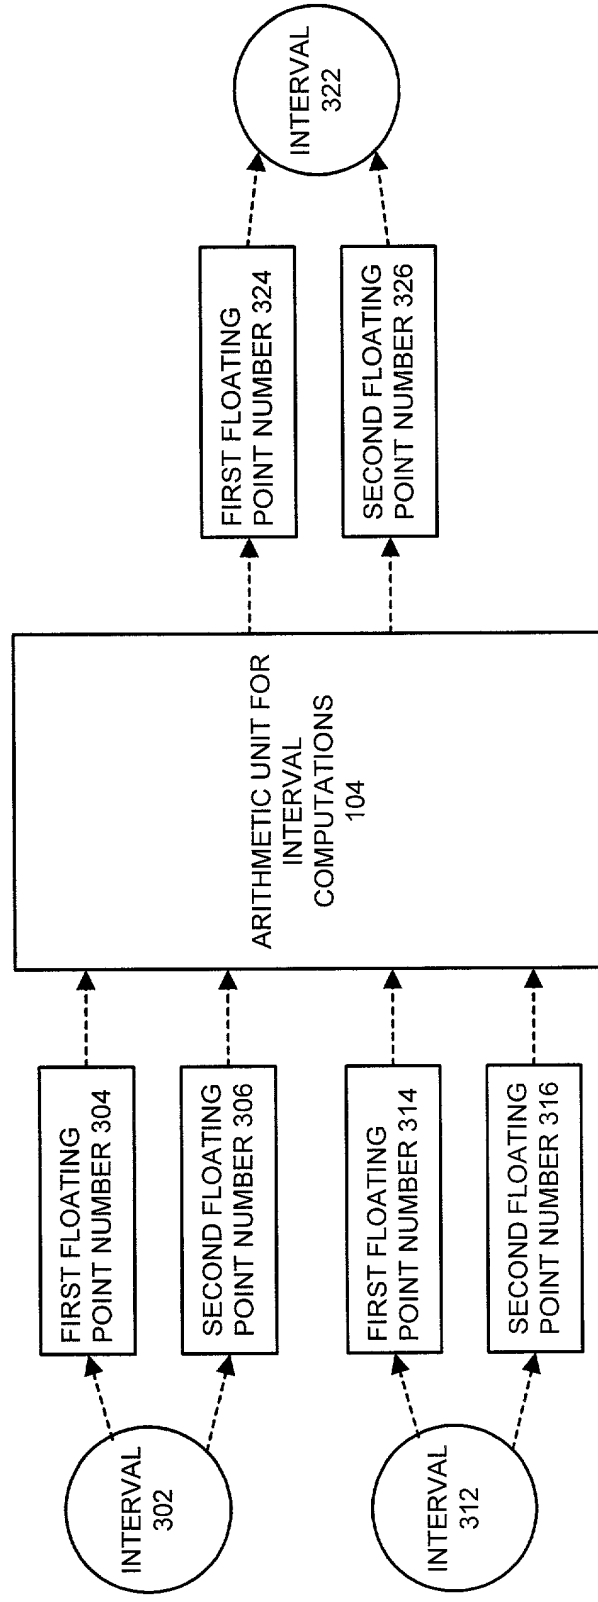 INTERVAL
302
FIRST FLOATING
POINT NUMBER 304
SECOND FLOATING
POINT NUMBER 306
INTERVAL
312
FIRST FLOATING
POINT NUMBER 314
SECOND FLOATING
POINT NUMBER 316
ARITHMETIC UNIT FOR
INTERVAL
COMPUTATIONS
104
FIRST FLOATING
POINT NUMBER 324
SECOND FLOATING
POINT NUMBER 326
INTERVAL
322